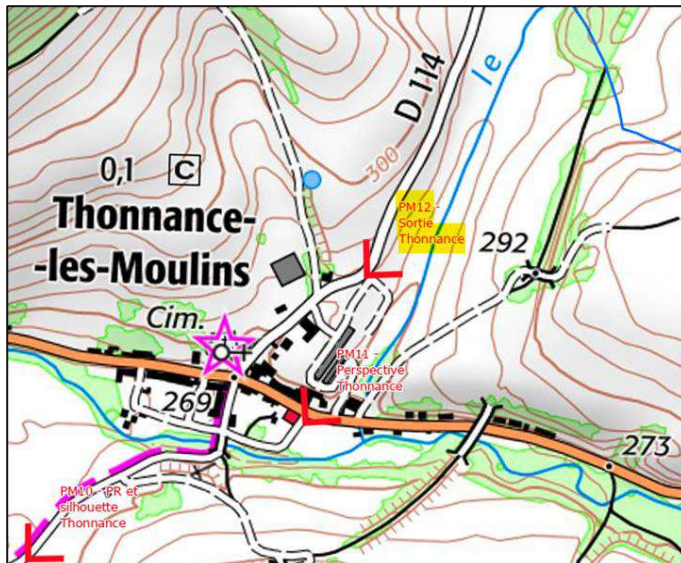 D 114
le
300
0,1 C
Thonnance-
-les-Moulins
PM12 -
Sortie
Thonnance
292
Cim.
PM11 -
Perspective
Thonnance
269
273
PM10 - PR et
silhouette
Thonnance